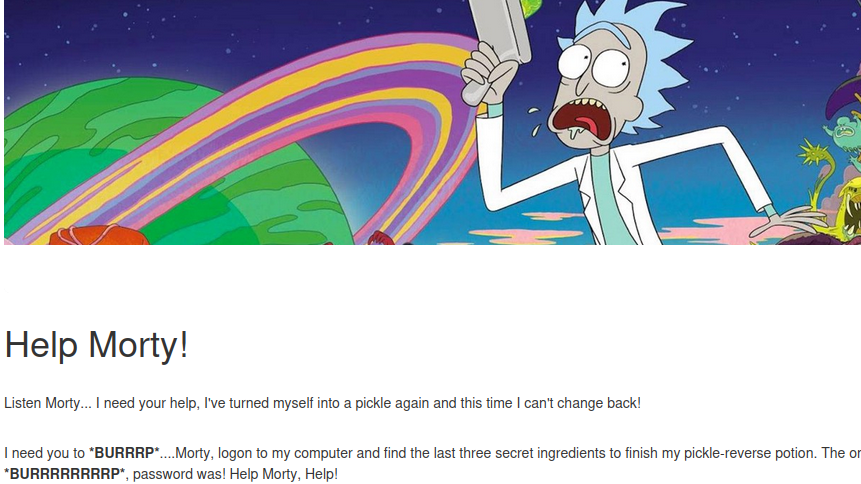 Help Morty!
Listen Morty... I need your help, I've turned myself into a pickle again and this time I can't change back!
I need you to *BURRRP*....Morty, logon to my computer and find the last three secret ingredients to finish my pickle-reverse potion. The
*BURRRRRRRRP*, password was! Help Morty, Help!